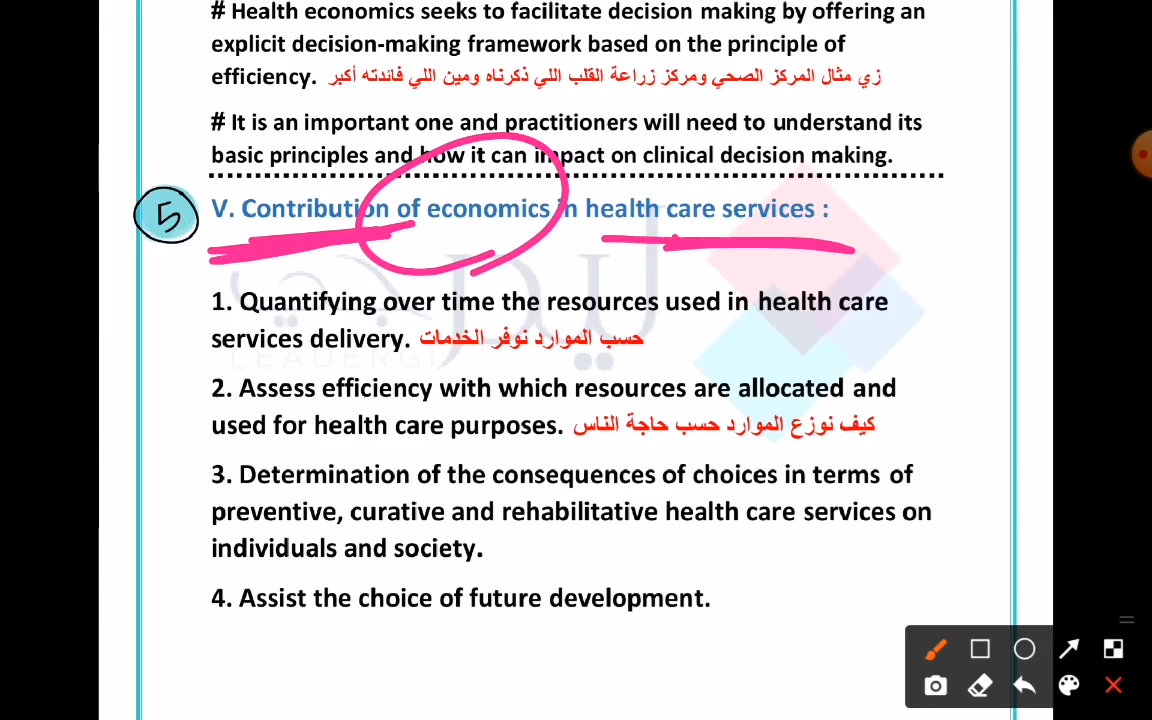 # Health economics seeks to facilitate decision making by offering an
explicit decision-making framework based on the principle of
efficiency. زي مثال المركز الصحي ومركز زراعة القلب اللي ذكرناه ومين اللي فائدته أكبر
# It is an important one and practitioners will need to understand its
basic principles and how it can impact on clinical decision making.
5
V. Contribution of economics in health care services :
1. Quantifying over time the resources used in health care
services delivery. حسب الموارد نوفر الخدمات
2. Assess efficiency with which resources are allocated and
used for health care purposes. كيف نوزع الموارد حسب حاجة الناس
3. Determination of the consequences of choices in terms of
preventive, curative and rehabilitative health care services on
individuals and society.
4. Assist the choice of future development.